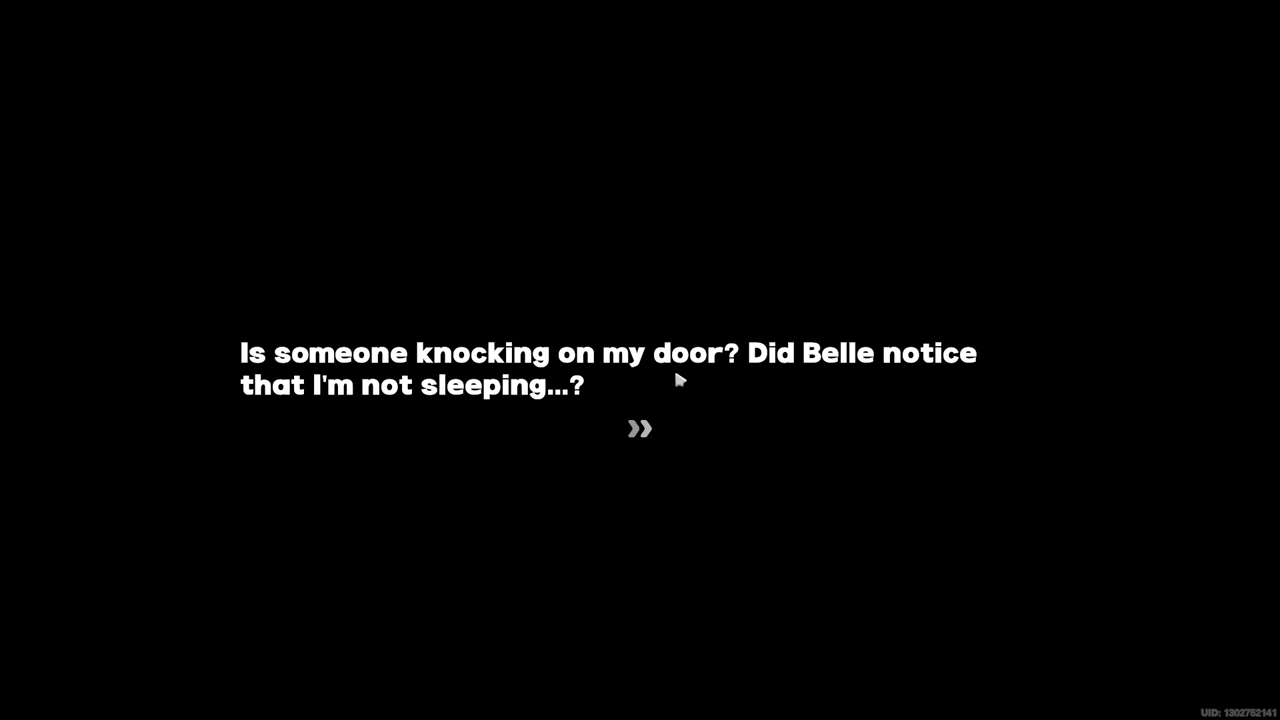 Is someone knocking on my door? Did Belle notice
that I'm not sleeping...?
UID: 1302752141